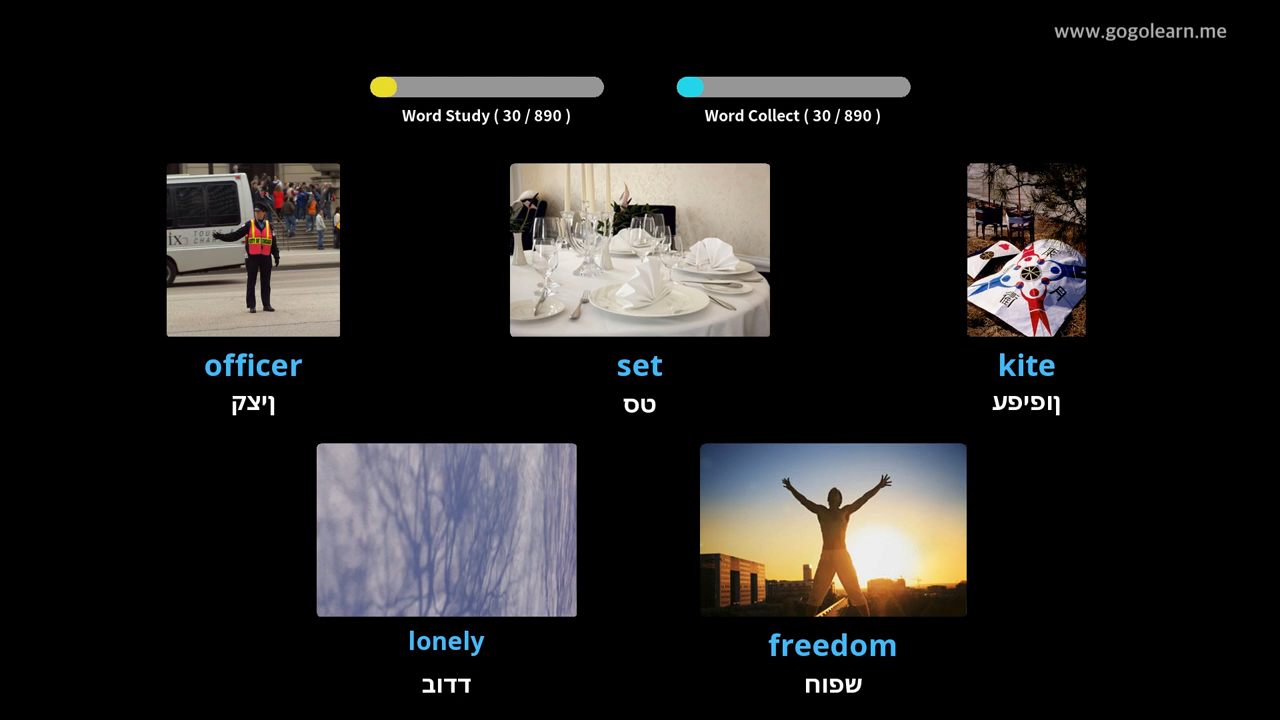 www.gogolearn.me
Word Study ( 30 / 890 )
Word Collect ( 30 / 890 )
officer
ןיצק
set
טס
kite
ןופיפע
lonely
דדוב
freedom
שפוח